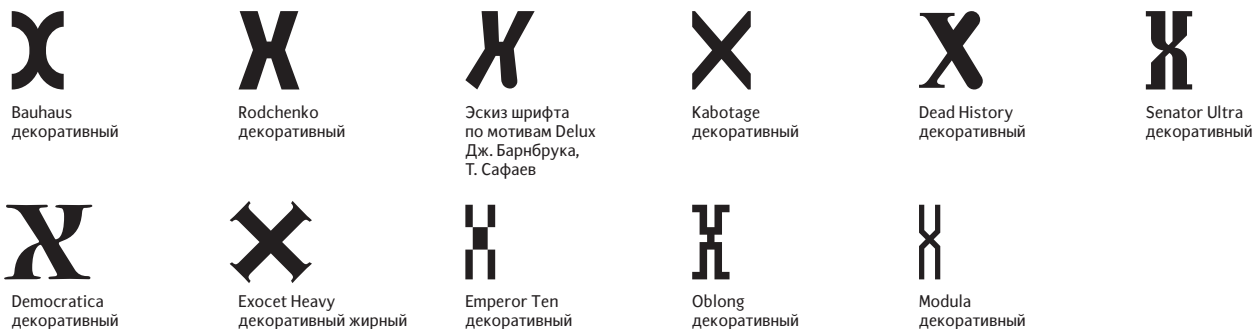 X
Bauhaus
декоративный
X
Rodchenko
декоративный
X
Эскиз шрифта
по мотивам Delux
Дж. Барнбрука,
Т. Сафаев
X
Kabotage
декоративный
X
Dead History
декоративный
X
Senator Ultra
декоративный
X
Democratica
декоративный
X
Exocet Heavy
декоративный жирный
X
Emperor Ten
декоративный
X
Oblong
декоративный
X
Modula
декоративный